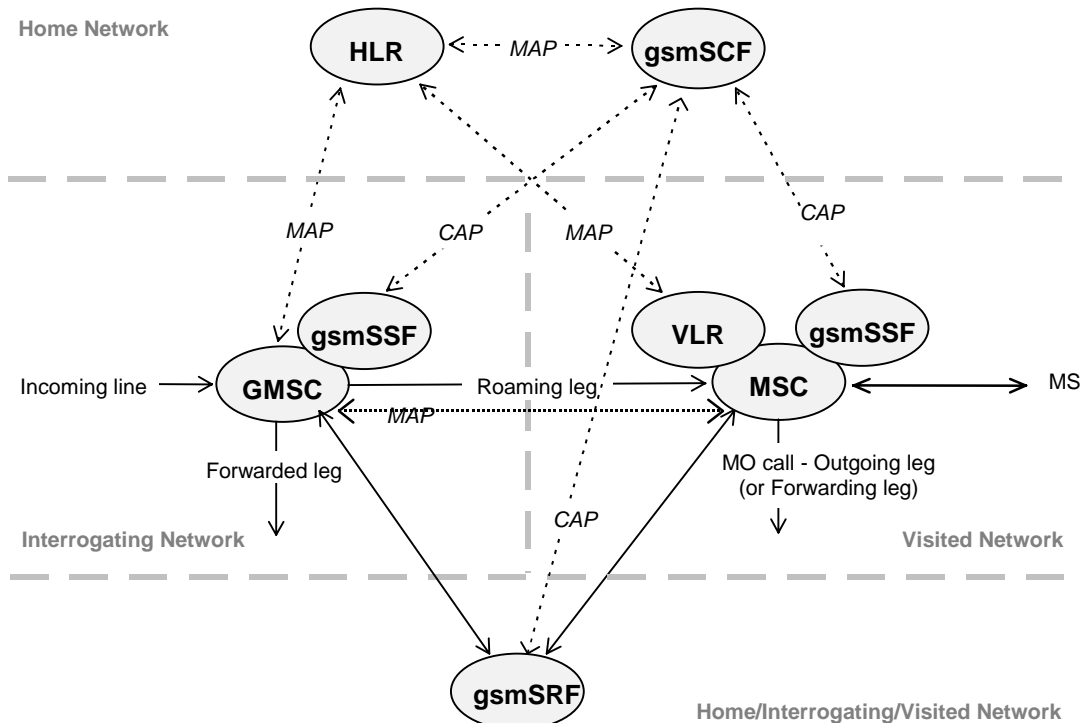 Home Network
HLR
MAP
gsmSCF
MAP
CAP
MAP
CAP
gsmSSF
VLR
gsmSSF
Incoming line
GMSC
Roaming leg
MSC
MS
MAP
Forwarded leg
MO call - Outgoing leg
(or Forwarding leg)
CAP
Interrogating Network
Visited Network
gsmSRF
Home/Interrogating/Visited Network